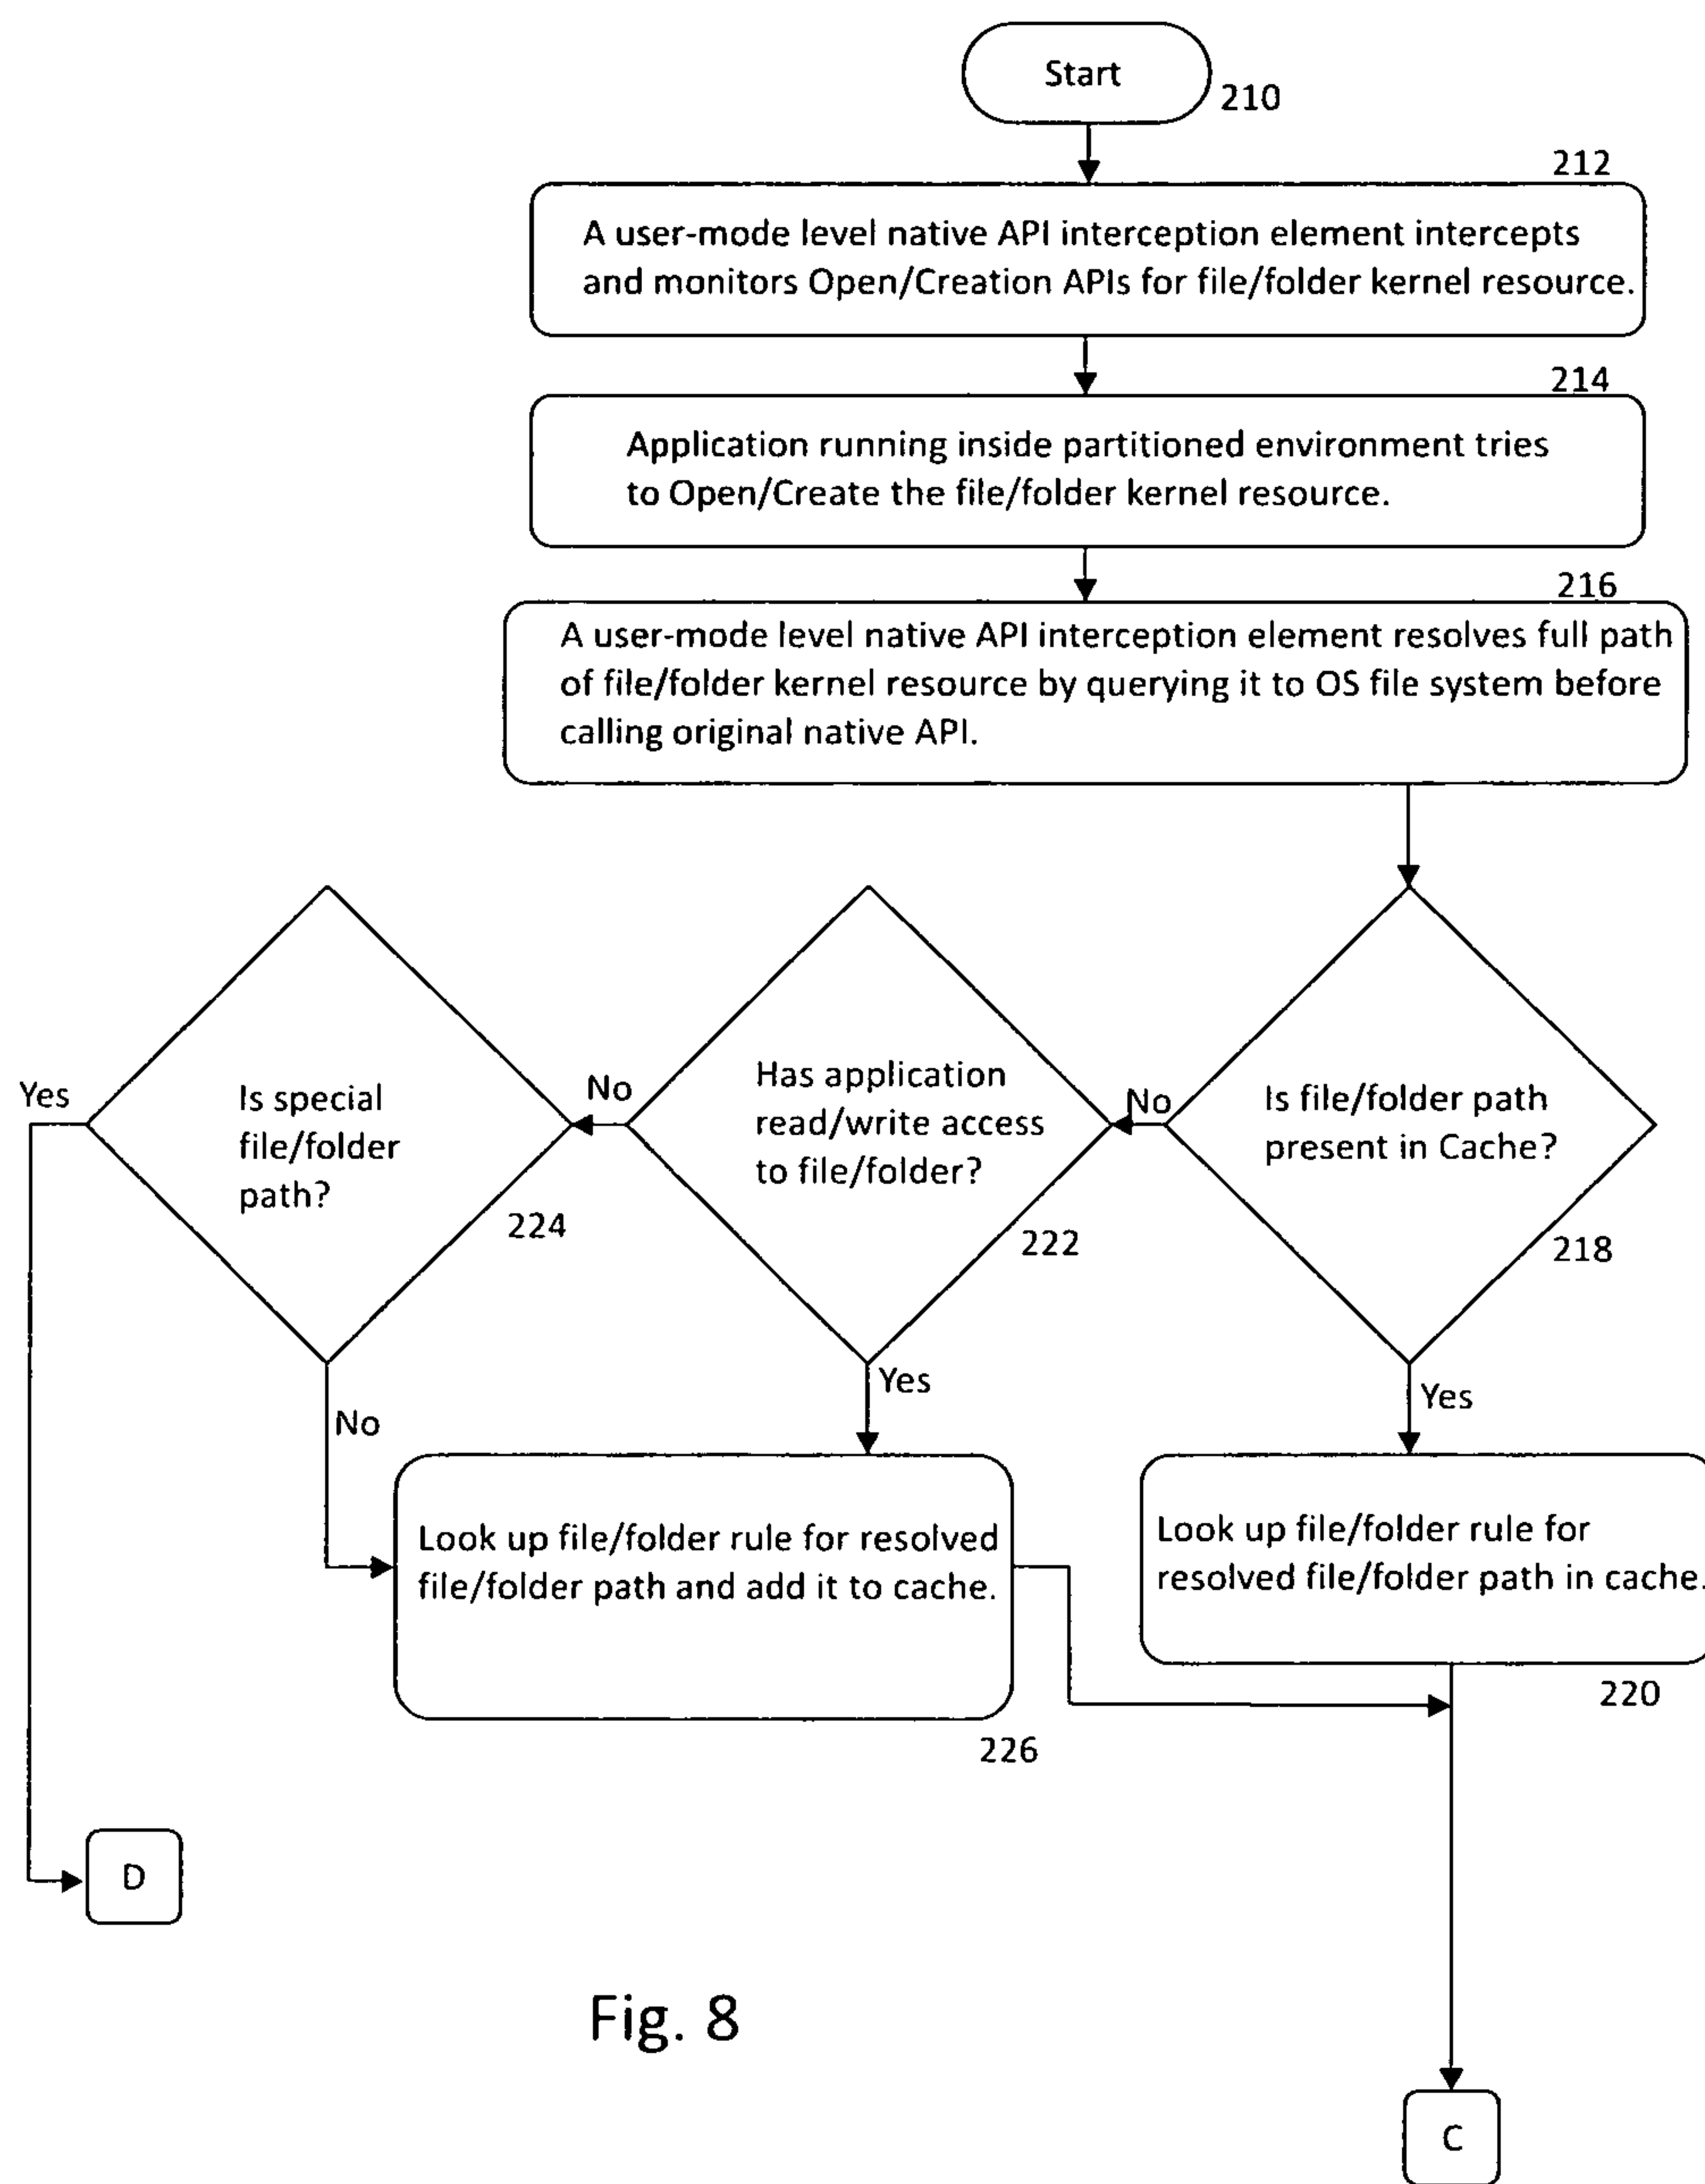 Start
210
212
A user-mode level native API interception element intercepts
and monitors Open/Creation APIs for file/folder kernel resource.
214
Application running inside partitioned environment tries
to Open/Create the file/folder kernel resource.
216
A user-mode level native API interception element resolves full path
of file/folder kernel resource by querying it to OS file system before
calling original native API.
Yes
Is special
file/folder
path?
224
No
No
Has application
read/write access
to file/folder?
222
Yes
No
Is file/folder path
present in Cache?
218
Yes
Look up file/folder rule for resolved
file/folder path and add it to cache.
226
Look up file/folder rule for
resolved file/folder path in cache.
220
D
C
Fig. 8